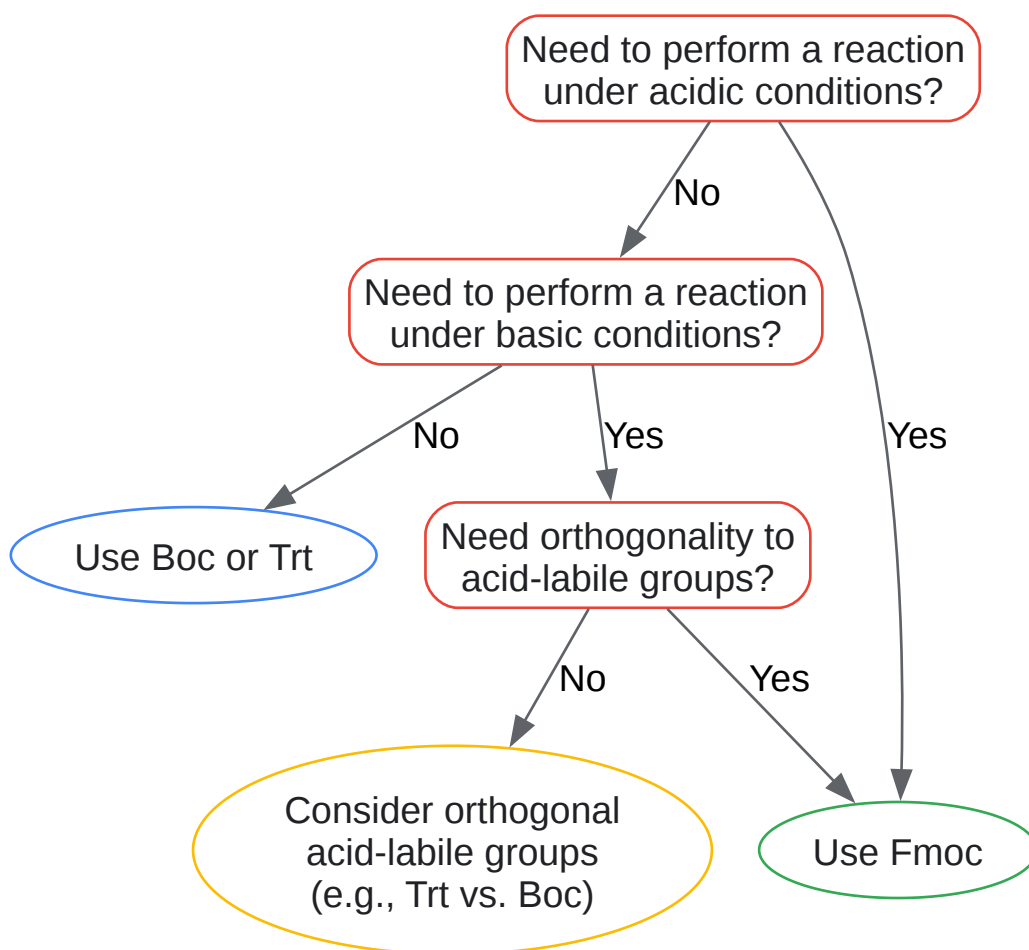 Need to perform a reaction
under acidic conditions?
No
Need to perform a reaction
under basic conditions?
No
Yes
Yes
Use Boc or Trt
Need orthogonality to
acid-labile groups?
No
Yes
Consider orthogonal
acid-labile groups
(e.g., Trt vs. Boc)
Use Fmoc